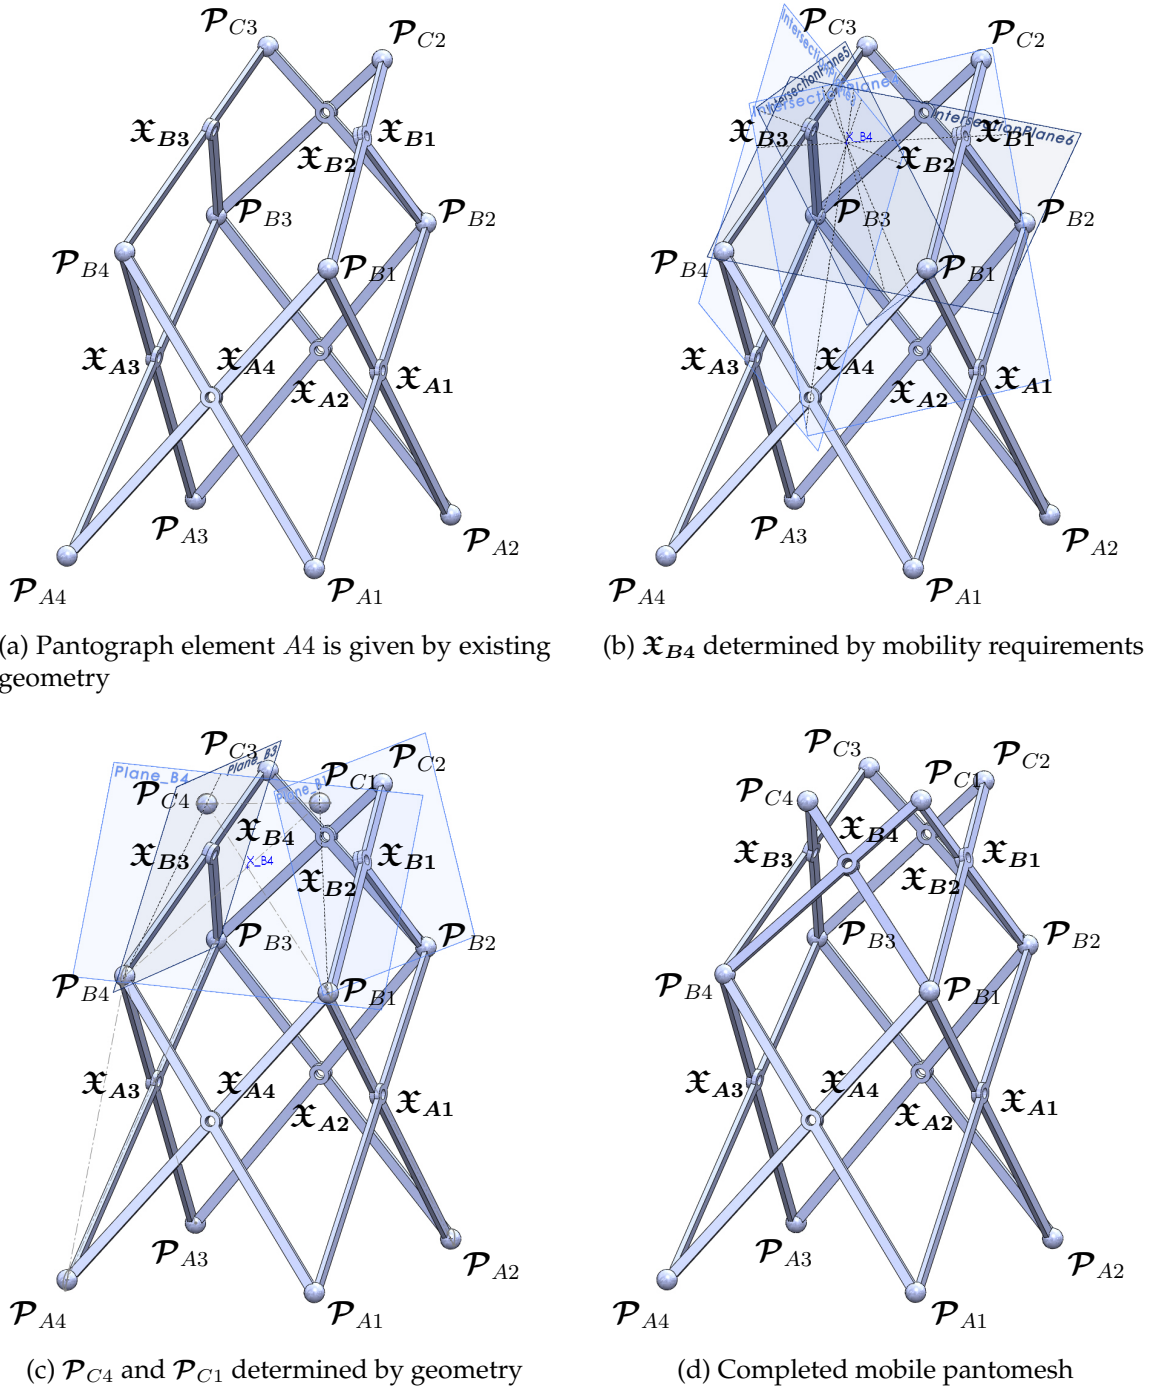 𝓟C3
𝓟C2
𝔛B3
𝔛B1
𝔛B2
𝓟B3
𝓟B2
𝓟B4
𝓟B1
𝔛A3
𝔛A4
𝔛A1
𝔛A2
𝓟A3
𝓟A2
𝓟A4
𝓟A1
(a) Pantograph element A4 is given by existing
geometry
𝓟C3
𝓟C2
IntersectionPlane5
IntersectionPlane4
IntersectionPlane6
𝔛B3
X_B4
𝔛B1
𝔛B2
𝓟B3
𝓟B2
𝓟B4
𝓟B1
𝔛A3
𝔛A4
𝔛A1
𝔛A2
𝓟A3
𝓟A2
𝓟A4
𝓟A1
(b) 𝔛B4 determined by mobility requirements
𝓟C3
𝓟C2
Plane_B3
Plane_B4
𝓟C1
𝓟C4
𝔛B4
𝔛B3
X_B4
𝔛B1
𝔛B2
𝓟B3
𝓟B2
𝓟B4
𝓟B1
𝔛A3
𝔛A4
𝔛A1
𝔛A2
𝓟A3
𝓟A2
𝓟A4
𝓟A1
(c) 𝓟C4 and 𝓟C1 determined by geometry
𝓟C3
𝓟C2
𝓟C1
𝓟C4
𝔛B4
𝔛B3
𝔛B1
𝔛B2
𝓟B3
𝓟B2
𝓟B4
𝓟B1
𝔛A3
𝔛A4
𝔛A1
𝔛A2
𝓟A3
𝓟A2
𝓟A4
𝓟A1
(d) Completed mobile pantomesh